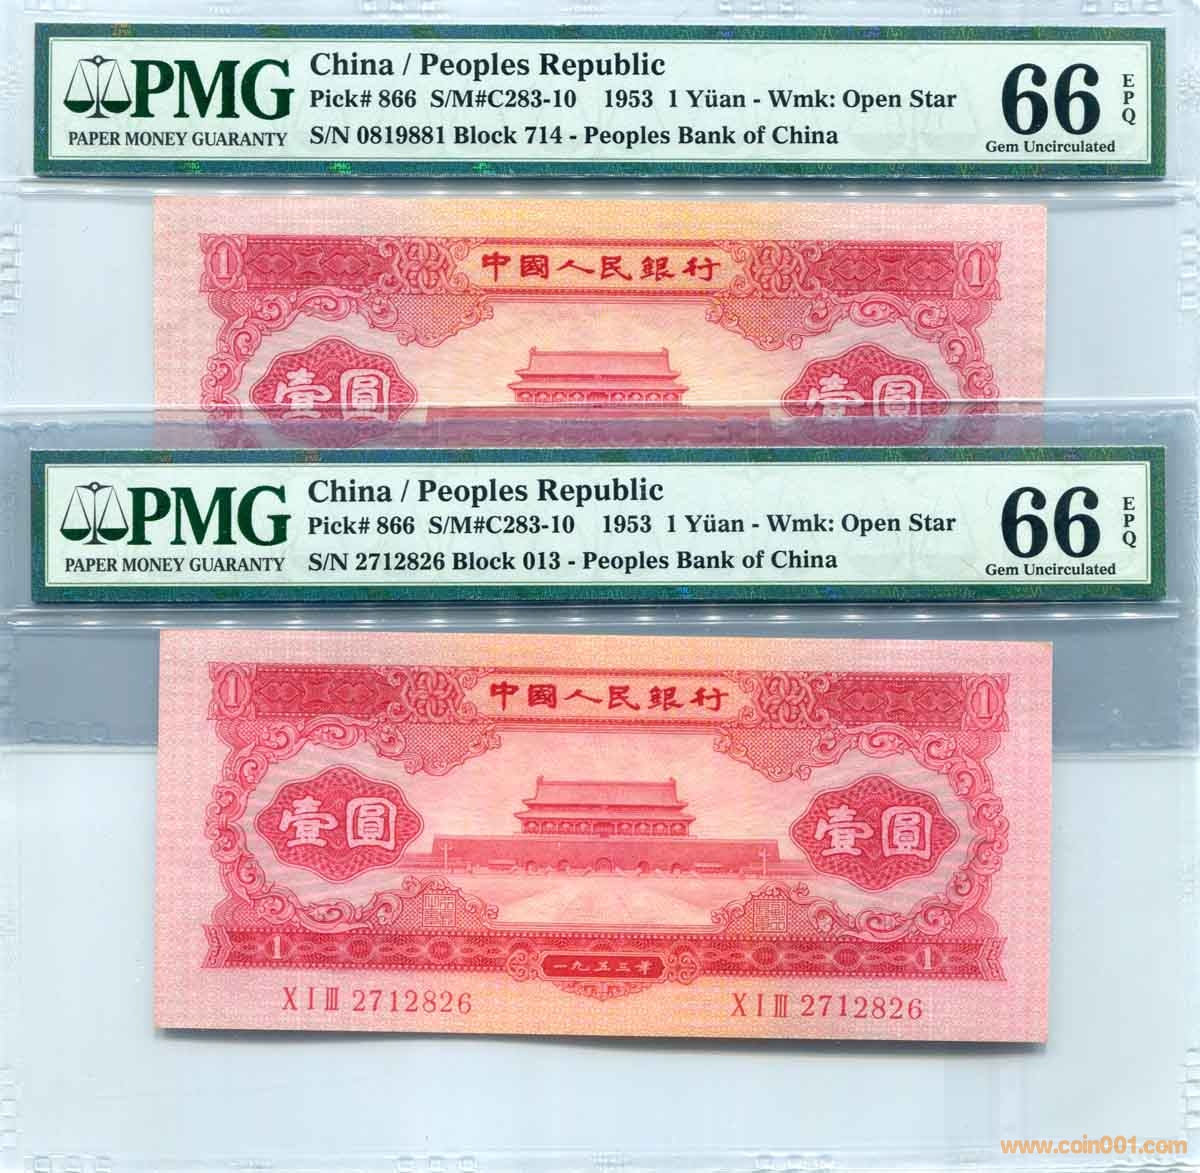 PMG
PAPER MONEY GUARANTY
China / Peoples Republic
Pick# 866 S/M#C283-10 1953 1 Yüan - Wmk: Open Star
S/N 0819881 Block 714 - Peoples Bank of China
66
EPQ
Gem Uncirculated
1 中國人民銀行 1
壹圓 壹圓
PMG
PAPER MONEY GUARANTY
China / Peoples Republic
Pick# 866 S/M#C283-10 1953 1 Yüan - Wmk: Open Star
S/N 2712826 Block 013 - Peoples Bank of China
66
EPQ
Gem Uncirculated
1 中國人民銀行 1
壹圓 壹圓
1 一九五三年 1
X I III 2712826 X I III 2712826
www.coin001.com